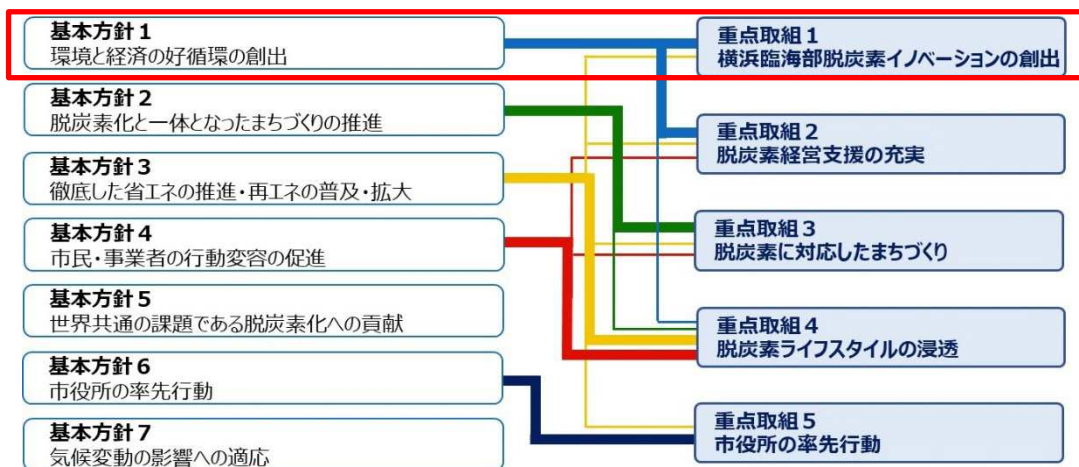 基本方針1
環境と経済の好循環の創出
基本方針2
脱炭素化と一体となったまちづくりの推進
基本方針3
徹底した省エネの推進・再エネの普及・拡大
基本方針4
市民・事業者の行動変容の促進
基本方針5
世界共通の課題である脱炭素化への貢献
基本方針6
市役所の率先行動
基本方針7
気候変動の影響への適応
重点取組1
横浜臨海部脱炭素イノベーションの創出
重点取組2
脱炭素経営支援の充実
重点取組3
脱炭素に対応したまちづくり
重点取組4
脱炭素ライフスタイルの浸透
重点取組5
市役所の率先行動